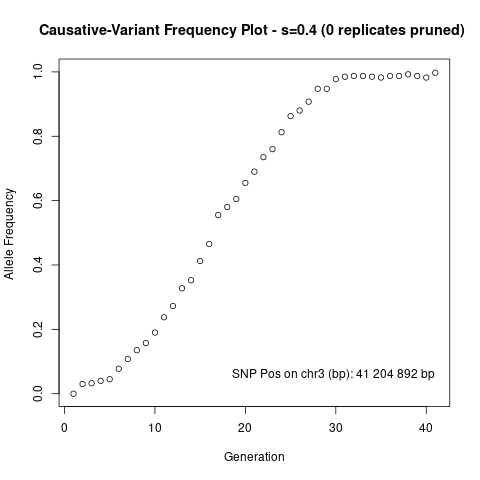 Causative-Variant Frequency Plot - s=0.4 (0 replicates pruned)
1.0
0.8
0.6
0.4
0.2
0.0
Allele Frequency
SNP Pos on chr3 (bp): 41 204 892 bp
0 10 20 30 40
Generation